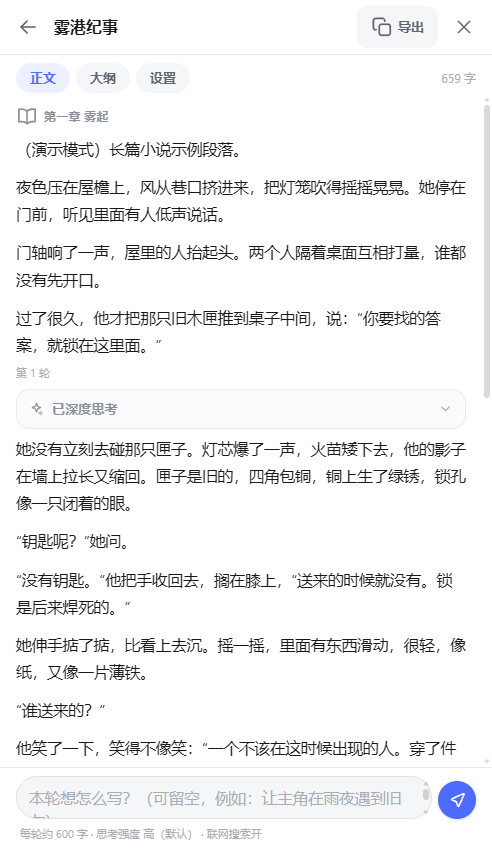 雾港纪事
导出
正文
大纲
设置
659 字
第一章 雾起
（演示模式）长篇小说示例段落。
夜色压在屋檐上，风从巷口挤进来，把灯笼吹得摇摇晃晃。她停在
门前，听见里面有人低声说话。
门轴响了一声，屋里的人抬起头。两个人隔着桌面互相打量，谁都
没有先开口。
过了很久，他才把那只旧木匣推到桌子中间，说：“你要找的答
案，就锁在这里面。”
第 1 轮
已深度思考
她没有立刻去碰那只匣子。灯芯爆了一声，火苗矮下去，他的影子
在墙上拉长又缩回。匣子是旧的，四角包铜，铜上生了绿锈，锁孔
像一只闭着的眼。
“钥匙呢？”她问。
“没有钥匙。”他把手收回去，搁在膝上，“送来的时候就没有。锁
是后来焊死的。”
她伸手掂了掂，比看上去沉。摇一摇，里面有东西滑动，很轻，像
纸，又像一片薄铁。
“谁送来的？”
他笑了一下，笑得不像笑：“一个不该在这时候出现的人。穿了件
本轮想怎么写？（可留空，例如：让主角在雨夜遇到旧
每轮约 600 字 · 思考强度 高（默认） · 联网搜索开